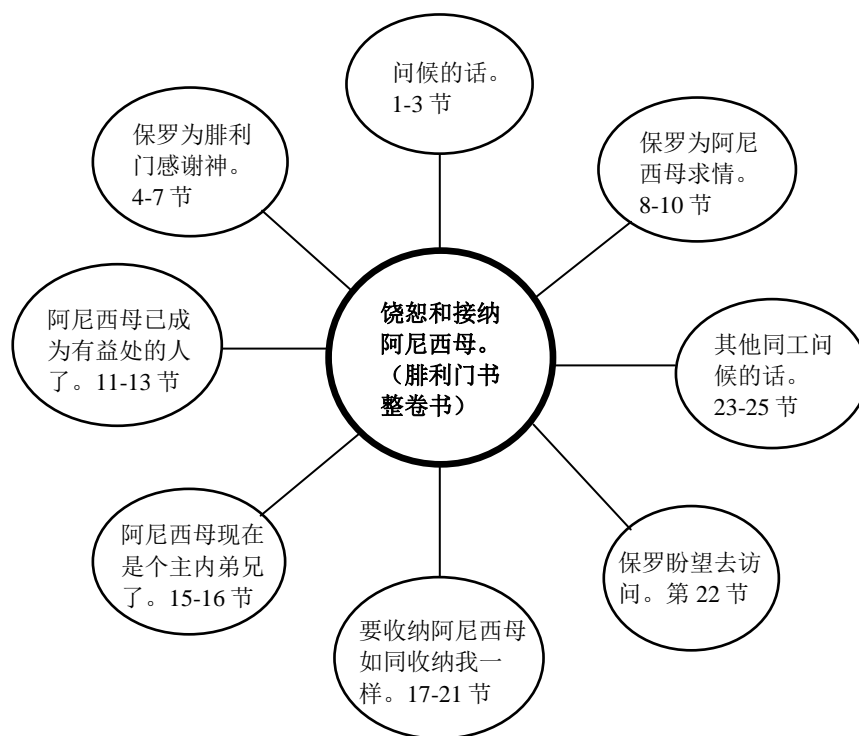 问候的话。
1-3 节
保罗为腓利
门感谢神。
4-7 节
保罗为阿尼
西母求情。
8-10 节
阿尼西母已成
为有益处的人
了。11-13 节
饶恕和接纳
阿尼西母。
（腓利门书
整卷书）
其他同工问
候的话。
23-25 节
阿尼西母现在
是个主内弟兄
了。15-16 节
保罗盼望去访
问。第 22 节
要收纳阿尼西母
如同收纳我一
样。17-21 节